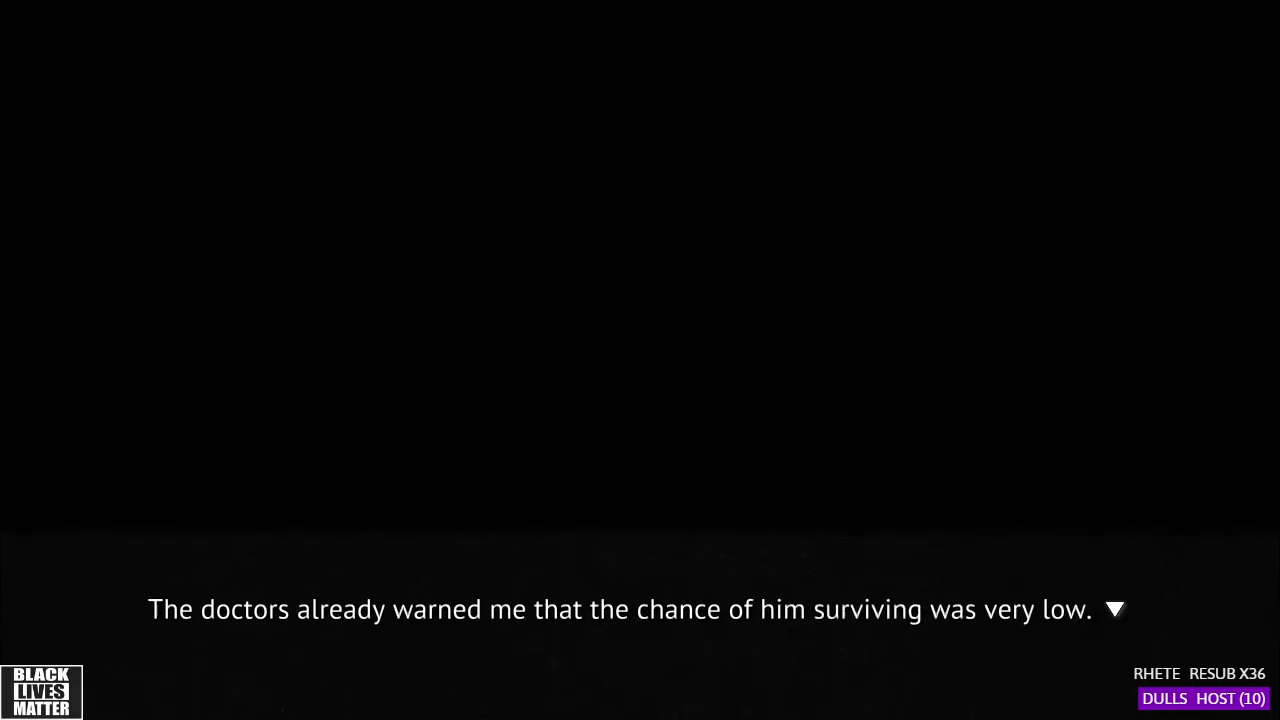 The doctors already warned me that the chance of him surviving was very low.
BLACK
LIVES
MATTER
RHETE RESUB X36
DULLS HOST (10)